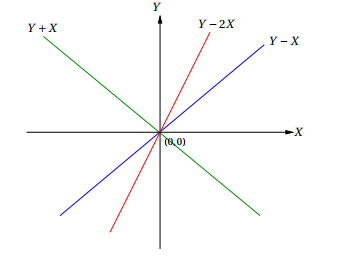 Y
Y + X
Y − 2X
Y − X
X
(0,0)